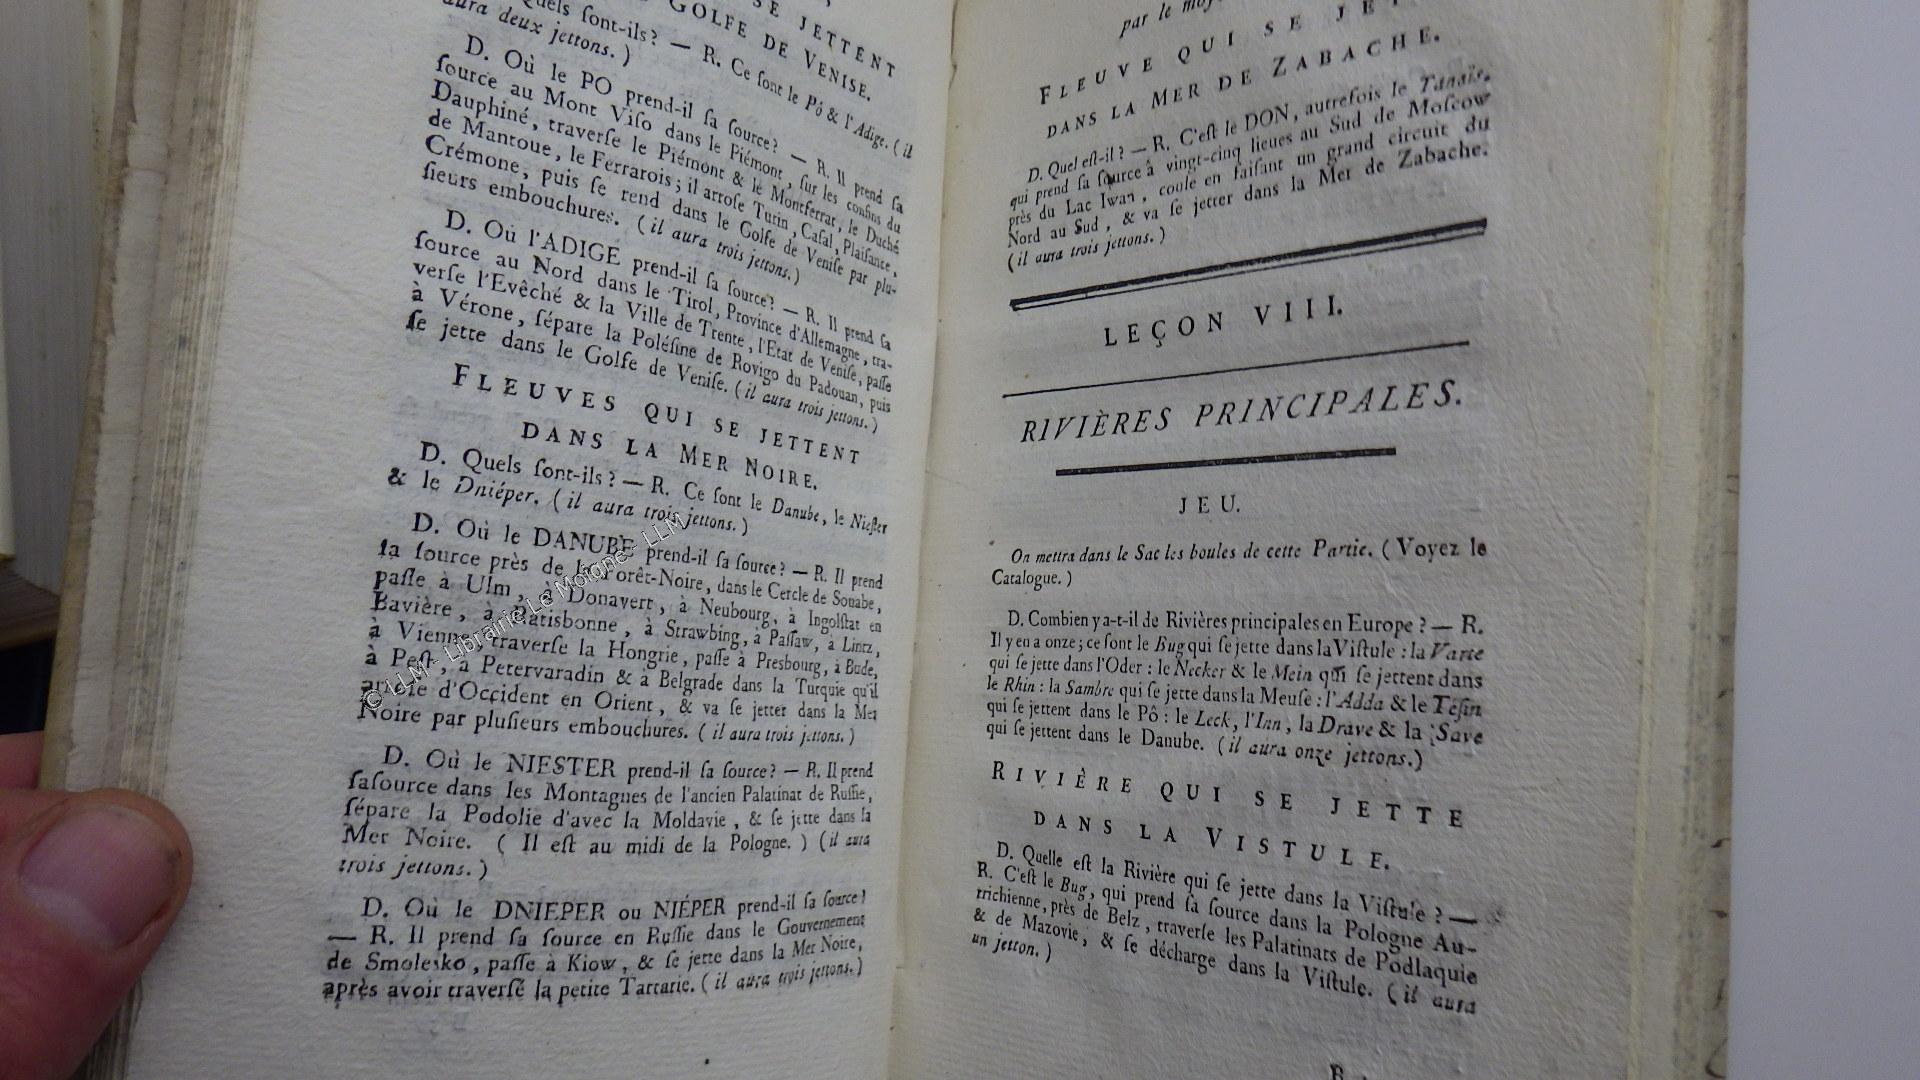 SE JETTENT
GOLFE DE VENISE.
quels ſont-ils? — R. Ce ſont le Pô & l'Adige. (il
aura deux jettons.)
D. Où le PO prend-il ſa ſource? — R. Il prend ſa
ſource au Mont Viſo dans le Piémont, ſur les confins du
Dauphiné, traverſe le Piémont & le Montferrat, le Duché
de Mantoue, le Ferrarois; il arroſe Turin, Caſal, Plaiſance,
Crémone, puis ſe rend dans le Golfe de Veniſe par plu-
ſieurs embouchures. (il aura trois jettons.)
D. Où l'ADIGE prend-il ſa ſource? — R. Il prend ſa
ſource au Nord dans le Tirol, Province d'Allemagne, tra-
verſe l'Evêché & la Ville de Trente, l'Etat de Veniſe, paſſe
à Vérone, ſépare la Poléſine de Rovigo du Padouan, puis
ſe jette dans le Golfe de Veniſe. (il aura trois jettons.)
FLEUVES QUI SE JETTENT
DANS LA MER NOIRE.
D. Quels ſont-ils? — R. Ce ſont le Danube, le Nieſter
& le Dniéper. (il aura trois jettons.)
D. Où le DANUBE prend-il ſa ſource? — R. Il prend
ſa ſource près de la Forêt-Noire, dans le Cercle de Souabe,
paſſe à Ulm, à Donavert, à Neubourg, à Ingolſtat en
Bavière, à Ratisbonne, à Strawbing, à Paſſaw, à Lintz,
à Vienne, traverſe la Hongrie, paſſe à Presbourg, à Bude,
à Peſt, à Petervaradin & à Belgrade dans la Turquie qu'il
arroſe d'Occident en Orient, & va ſe jetter dans la Mer
Noire par pluſieurs embouchures. (il aura trois jettons.)
D. Où le NIESTER prend-il ſa ſource? — R. Il prend
ſa ſource dans les Montagnes de l'ancien Palatinat de Ruſſie,
ſépare la Podolie d'avec la Moldavie, & ſe jette dans la
Mer Noire. (Il eſt au midi de la Pologne.) (il aura
trois jettons.)
D. Où le DNIEPER ou NIÉPER prend-il ſa ſource?
— R. Il prend ſa ſource en Ruſſie dans le Gouvernement
de Smolesko, paſſe à Kiow, & ſe jette dans la Mer Noire,
après avoir traverſé la petite Tartarie. (il aura trois jettons.)
© LLM - Librairie Le Moigne - LLM
par le
FLEUVE QUI SE
DANS LA MER DE ZABACHE.
D. Quel eſt-il? — R. C'eſt le DON, autrefois le Tanaïs,
qui prend ſa ſource à vingt-cinq lieues au Sud de Moſcow
près du Lac Iwan, coule en faiſant un grand circuit du
Nord au Sud, & va ſe jetter dans la Mer de Zabache.
(il aura trois jettons.)
LEÇON VIII.
RIVIÈRES PRINCIPALES.
JEU.
On mettra dans le Sac les boules de cette Partie. (Voyez le
Catalogue.)
D. Combien y a-t-il de Rivières principales en Europe? — R.
Il y en a onze; ce ſont le Bug qui ſe jette dans la Viſtule: la Varte
qui ſe jette dans l'Oder: le Necker & le Mein qui ſe jettent dans
le Rhin: la Sambre qui ſe jette dans la Meuſe: l'Adda & le Téſin
qui ſe jettent dans le Pô: le Leck, l'Inn, la Drave & la Save
qui ſe jettent dans le Danube. (il aura onze jettons.)
RIVIÈRE QUI SE JETTE
DANS LA VISTULE.
D. Quelle eſt la Rivière qui ſe jette dans la Viſtule? —
R. C'eſt le Bug, qui prend ſa ſource dans la Pologne Au-
trichienne, près de Belz, traverſe les Palatinats de Podlaquie
& de Mazovie, & ſe décharge dans la Viſtule. (il aura
un jetton.)